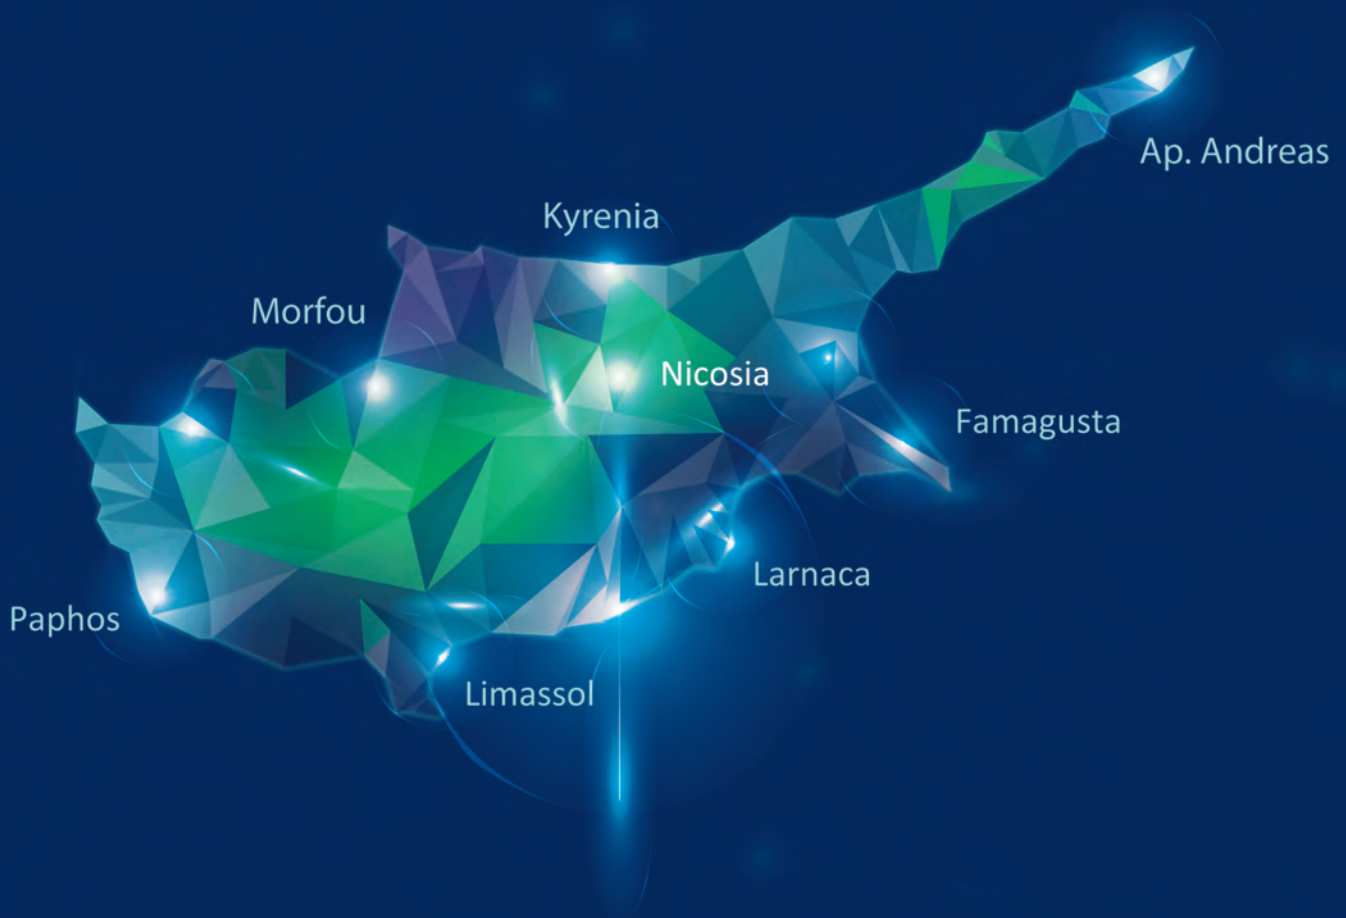 Ap. Andreas
Kyrenia
Morfou
Nicosia
Famagusta
Larnaca
Paphos
Limassol